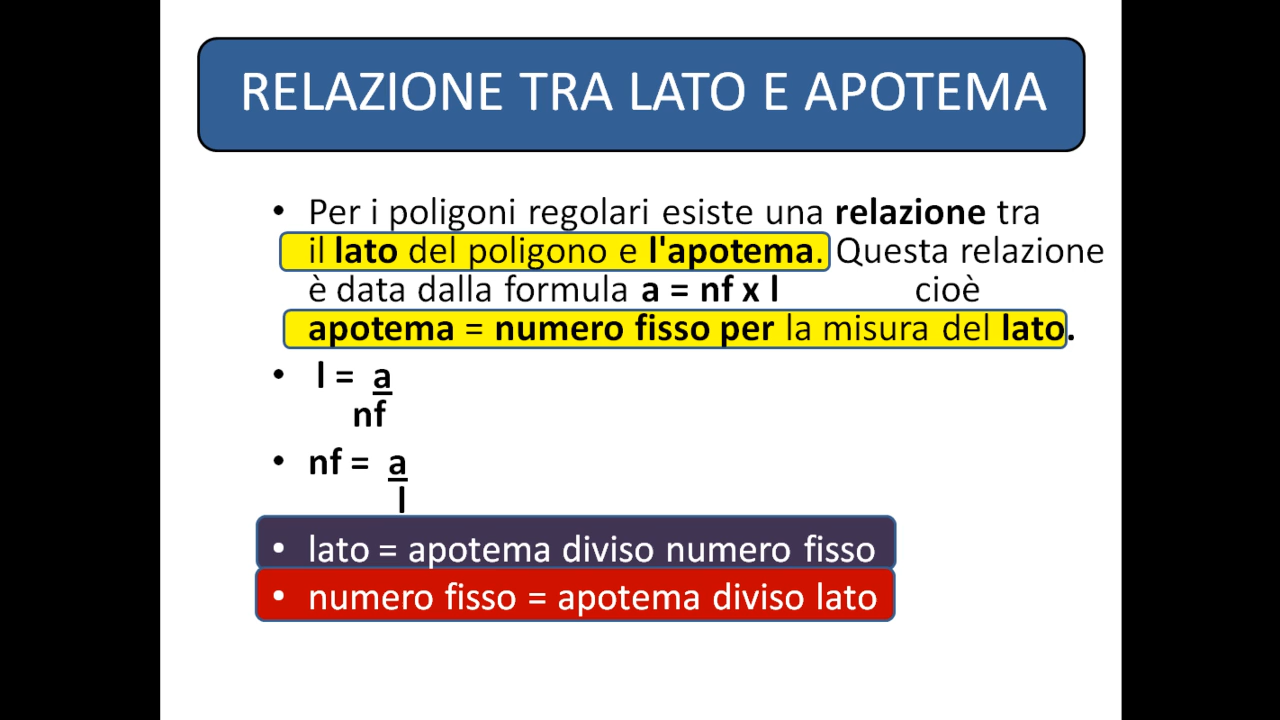 RELAZIONE TRA LATO E APOTEMA
• Per i poligoni regolari esiste una relazione tra
il lato del poligono e l'apotema. Questa relazione
è data dalla formula a = nf x l cioè
apotema = numero fisso per la misura del lato.
• l = a
nf
• nf = a
l
• lato = apotema diviso numero fisso
• numero fisso = apotema diviso lato